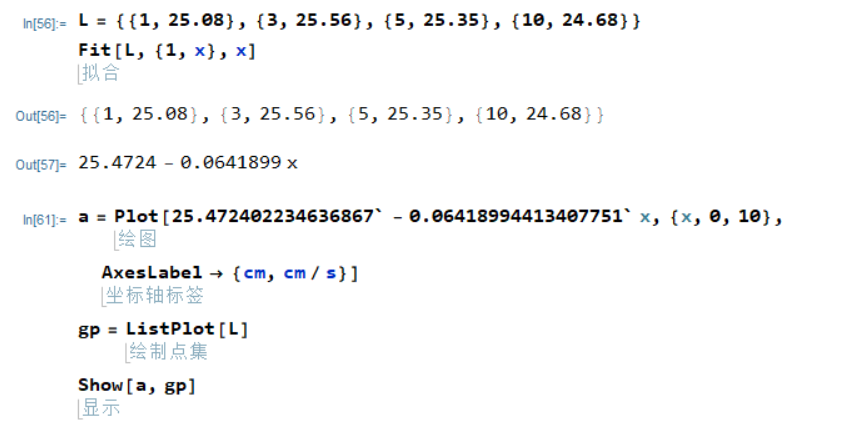 In[56]:= L = {{1, 25.08}, {3, 25.56}, {5, 25.35}, {10, 24.68}}
Fit[L, {1, x}, x]
拟合
Out[56]= {{1, 25.08}, {3, 25.56}, {5, 25.35}, {10, 24.68}}
Out[57]= 25.4724 – 0.0641899 x
In[61]:= a = Plot[25.472402234636867` – 0.06418994413407751` x, {x, 0, 10},
绘图
AxesLabel → {cm, cm / s}]
坐标轴标签
gp = ListPlot[L]
绘制点集
Show[a, gp]
显示